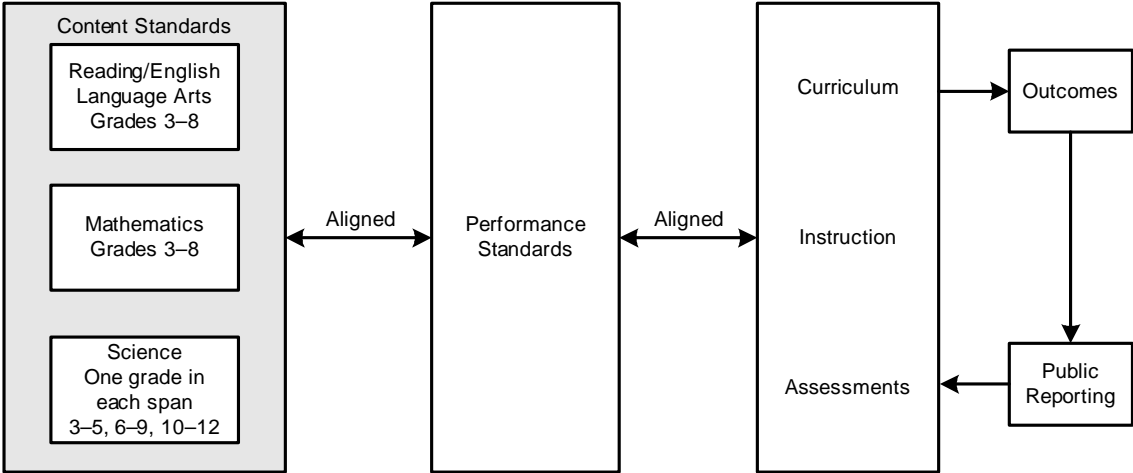 Content Standards
Reading/English
Language Arts
Grades 3–8
Mathematics
Grades 3–8
Science
One grade in
each span
3–5, 6–9, 10–12
Aligned
Performance
Standards
Aligned
Curriculum
Instruction
Assessments
Outcomes
Public
Reporting